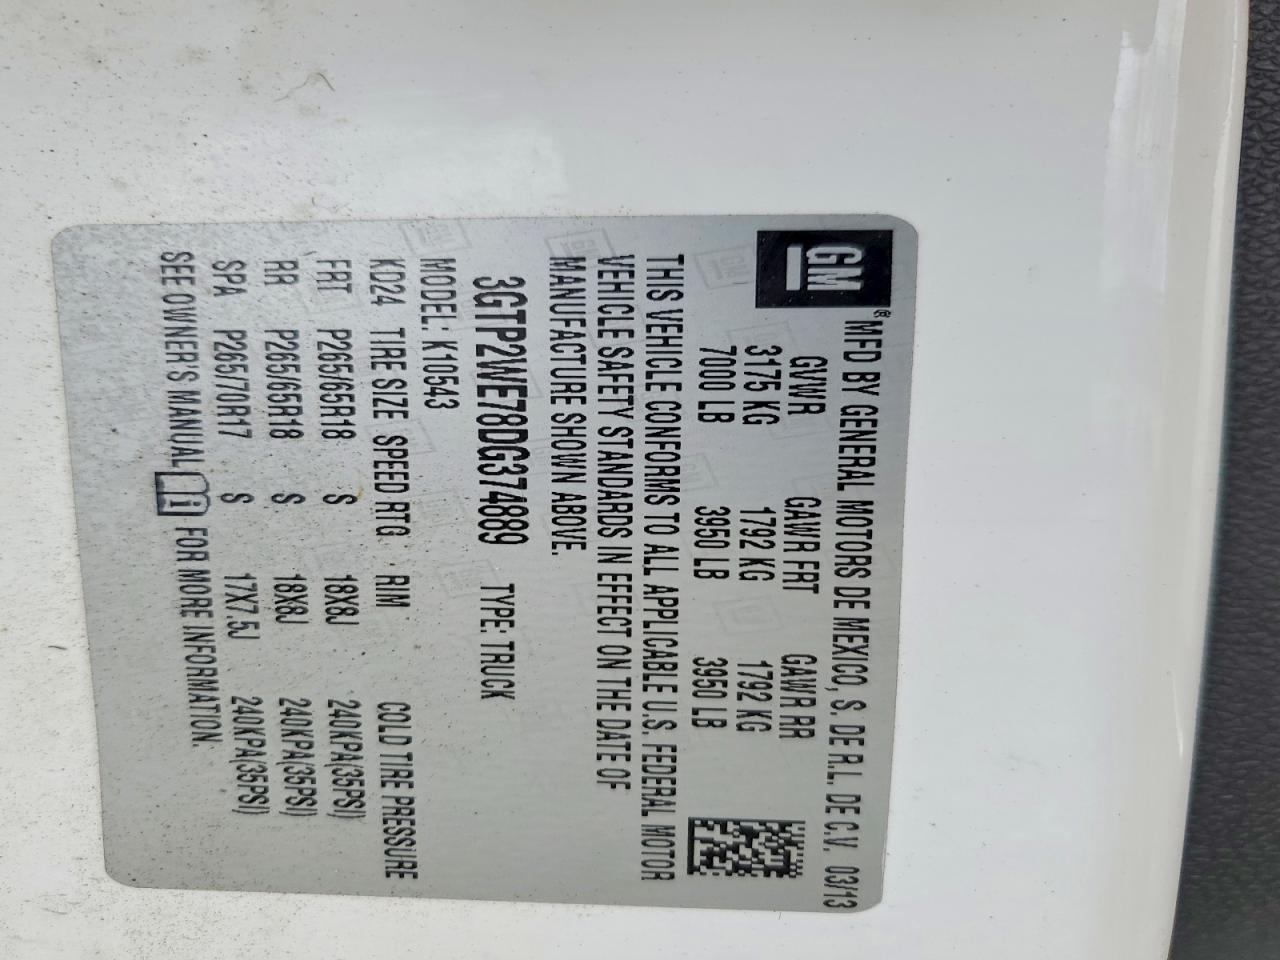 GM® MFD BY GENERAL MOTORS DE MEXICO, S. DE R.L. DE C.V. 03/13
GVWR GAWR FRT GAWR RR
3175 KG 1792 KG 1792 KG
7000 LB 3950 LB 3950 LB
THIS VEHICLE CONFORMS TO ALL APPLICABLE U.S. FEDERAL MOTOR
VEHICLE SAFETY STANDARDS IN EFFECT ON THE DATE OF
MANUFACTURE SHOWN ABOVE.
3GTP2WE78DG374889 TYPE: TRUCK
MODEL: K10543
KD24 TIRE SIZE SPEED RTG RIM COLD TIRE PRESSURE
FRT P265/65R18 S 18X8J 240KPA(35PSI)
RR P265/65R18 S 18X8J 240KPA(35PSI)
SPA P265/70R17 S 17X7.5J 240KPA(35PSI)
SEE OWNER'S MANUAL i FOR MORE INFORMATION.